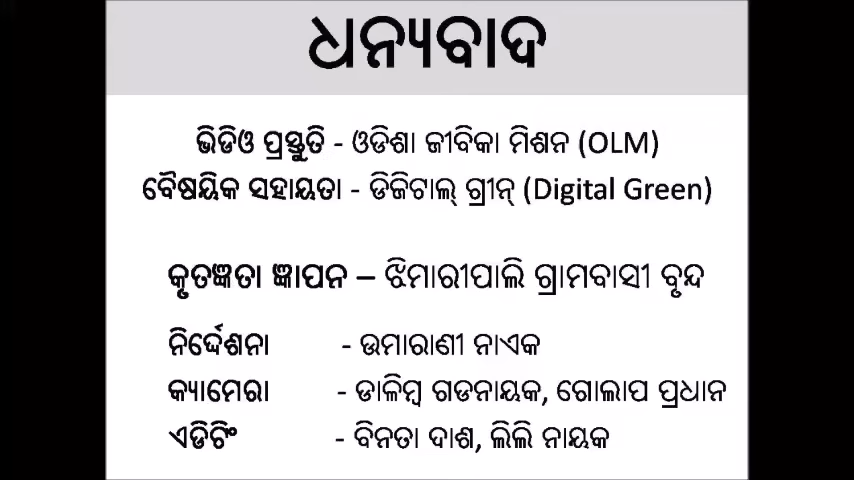 ଧନ୍ୟବାଦ
ଭିଡିଓ ପ୍ରସ୍ତୁତି - ଓଡିଶା ଜୀବିକା ମିଶନ (OLM)
ବୈଷୟିକ ସହାୟତା - ଡିଜିଟାଲ୍ ଗ୍ରୀନ୍ (Digital Green)
କୃତଜ୍ଞତା ଜ୍ଞାପନ – ଝିମାରୀପାଲି ଗ୍ରାମବାସୀ ବୃନ୍ଦ
ନିର୍ଦ୍ଦେଶନା - ଉମାରାଣୀ ନାଏକ
କ୍ୟାମେରା - ଡାଳିମ୍ବ ଗଡନାୟକ, ଗୋଲାପ ପ୍ରଧାନ
ଏଡିଟିଂ - ବିନତା ଦାଶ, ଲିଲି ନାୟକ